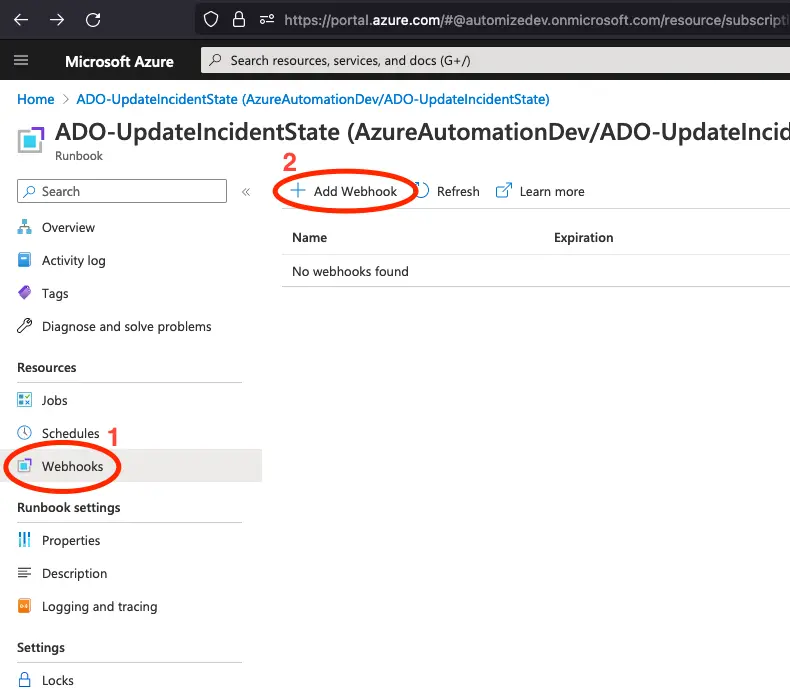 https://portal.azure.com/#@automizedev.onmicrosoft.com/resource/subscripti
Microsoft Azure
Search resources, services, and docs (G+/)
Home > ADO-UpdateIncidentState (AzureAutomationDev/ADO-UpdateIncidentState)
ADO-UpdateIncidentState (AzureAutomationDev/ADO-UpdateIncid
Runbook
2
Search
«
Add Webhook
Refresh
Learn more
Name
Expiration
No webhooks found
Overview
Activity log
Tags
Diagnose and solve problems
Resources
Jobs
Schedules
1
Webhooks
Runbook settings
Properties
Description
Logging and tracing
Settings
Locks